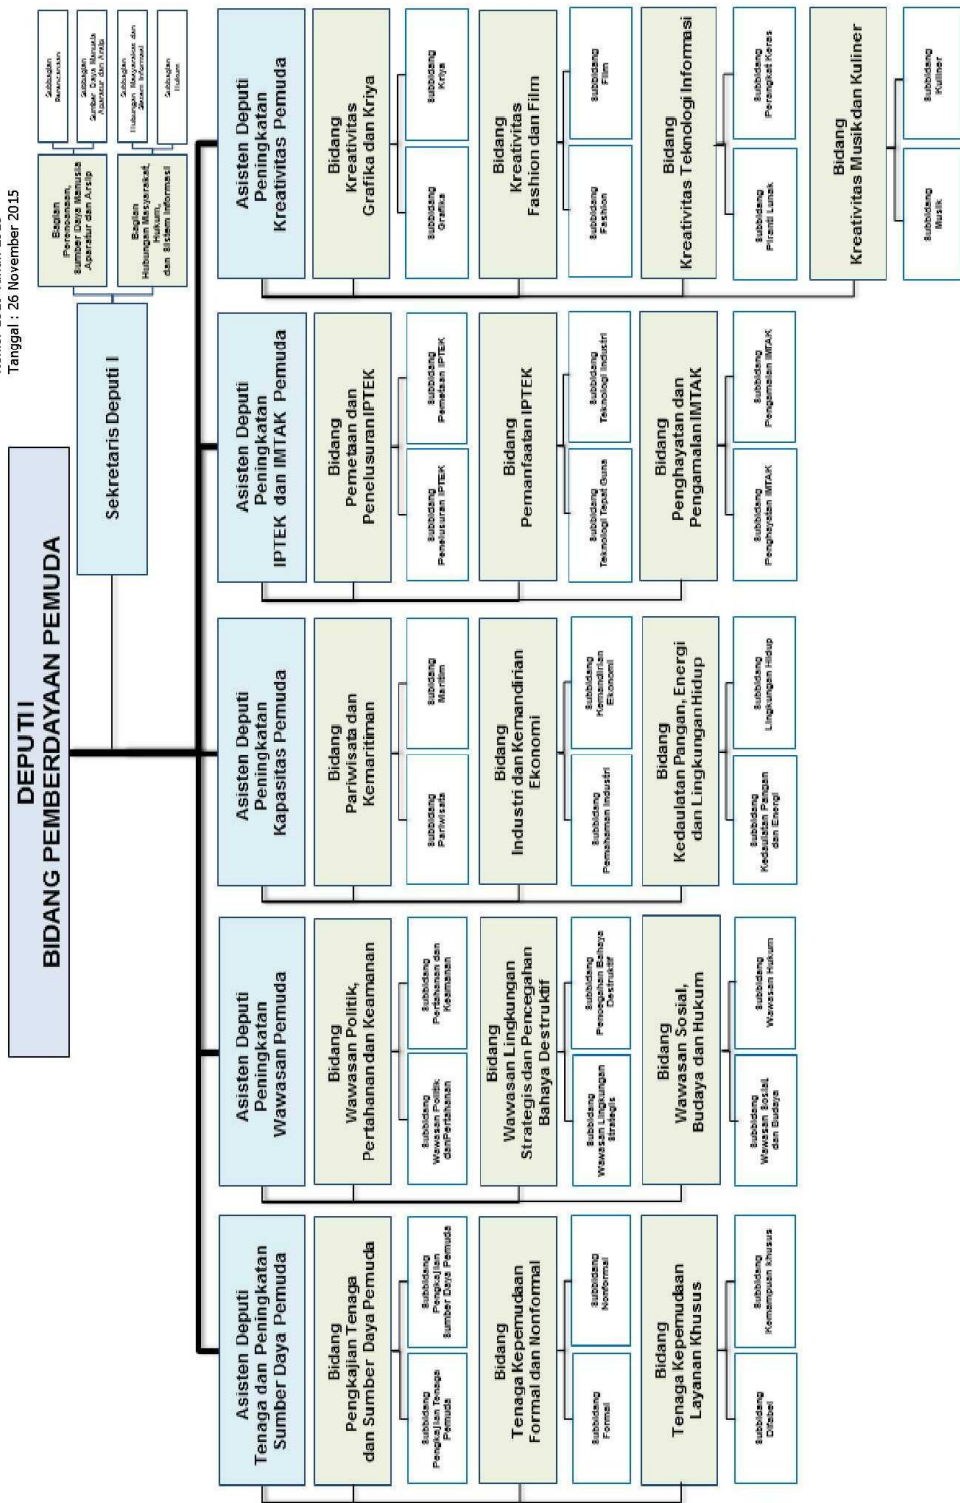 Tanggal : 26 November 2015
DEPUTI I
BIDANG PEMBERDAYAAN PEMUDA
Sekretaris Deputi I
Bagian
Perencanaan,
Sumber Daya Manusia
Aparatur dan Arsip
Subbagian
Perencanaan
Subbagian
Sumber Daya Manusia
Aparatur dan Arsip
Bagian
Hubungan Masyarakat,
Hukum,
dan Sistem Informasi
Subbagian
Hubungan Masyarakat dan
Sistem Informasi
Subbagian
Hukum
Asisten Deputi
Tenaga dan Peningkatan
Sumber Daya Pemuda
Bidang
Pengkajian Tenaga
dan Sumber Daya Pemuda
Subbidang
Pengkajian Tenaga
Pemuda
Subbidang
Pengkajian
Sumber Daya Pemuda
Bidang
Tenaga Kepemudaan
Formal dan Nonformal
Subbidang
Formal
Subbidang
Nonformal
Bidang
Tenaga Kepemudaan
Layanan Khusus
Subbidang
Difabel
Subbidang
Kemampuan khusus
Asisten Deputi
Peningkatan
Wawasan Pemuda
Bidang
Wawasan Politik,
Pertahanan dan Keamanan
Subbidang
Wawasan Politik
danPertahanan
Subbidang
Pertahanan dan
Keamanan
Bidang
Wawasan Lingkungan
Strategis dan Pencegahan
Bahaya Destruktif
Subbidang
Wawasan Lingkungan
Strategis
Subbidang
Pencegahan Bahaya
Destruktif
Bidang
Wawasan Sosial,
Budaya dan Hukum
Subbidang
Wawasan Sosial,
dan Budaya
Subbidang
Wawasan Hukum
Asisten Deputi
Peningkatan
Kapasitas Pemuda
Bidang
Pariwisata dan
Kemaritiman
Subbidang
Pariwisata
Subidang
Maritim
Bidang
Industri dan Kemandirian
Ekonomi
Subbidang
Pemahaman Industri
Subbidang
Kemandirian
Ekonomi
Bidang
Kedaulatan Pangan, Energi
dan Lingkungan Hidup
Subbidang
Kedaulatan Pangan
dan Energi
Subbidang
Lingkungan Hidup
Asisten Deputi
Peningkatan
IPTEK dan IMTAK Pemuda
Bidang
Pemetaan dan
Penelusuran IPTEK
Subbidang
Penelusuran IPTEK
Subbidang
Pemetaan IPTEK
Bidang
Pemanfaatan IPTEK
Subbidang
Teknologi Tepat Guna
Subbidang
Teknologi Industri
Bidang
Penghayatan dan
Pengamalan IMTAK
Subbidang
Penghayatan IMTAK
Subbidang
Pengamalan IMTAK
Asisten Deputi
Peningkatan
Kreativitas Pemuda
Bidang
Kreativitas
Grafika dan Kriya
Subbidang
Grafika
Subbidang
Kriya
Bidang
Kreativitas
Fashion dan Film
Subbidang
Fashion
Subbidang
Film
Bidang
Kreativitas Teknologi Informasi
Subbidang
Piranti Lunak
Subbidang
Perangkat Keras
Bidang
Kreativitas Musik dan Kuliner
Subbidang
Musik
Subbidang
Kuliner